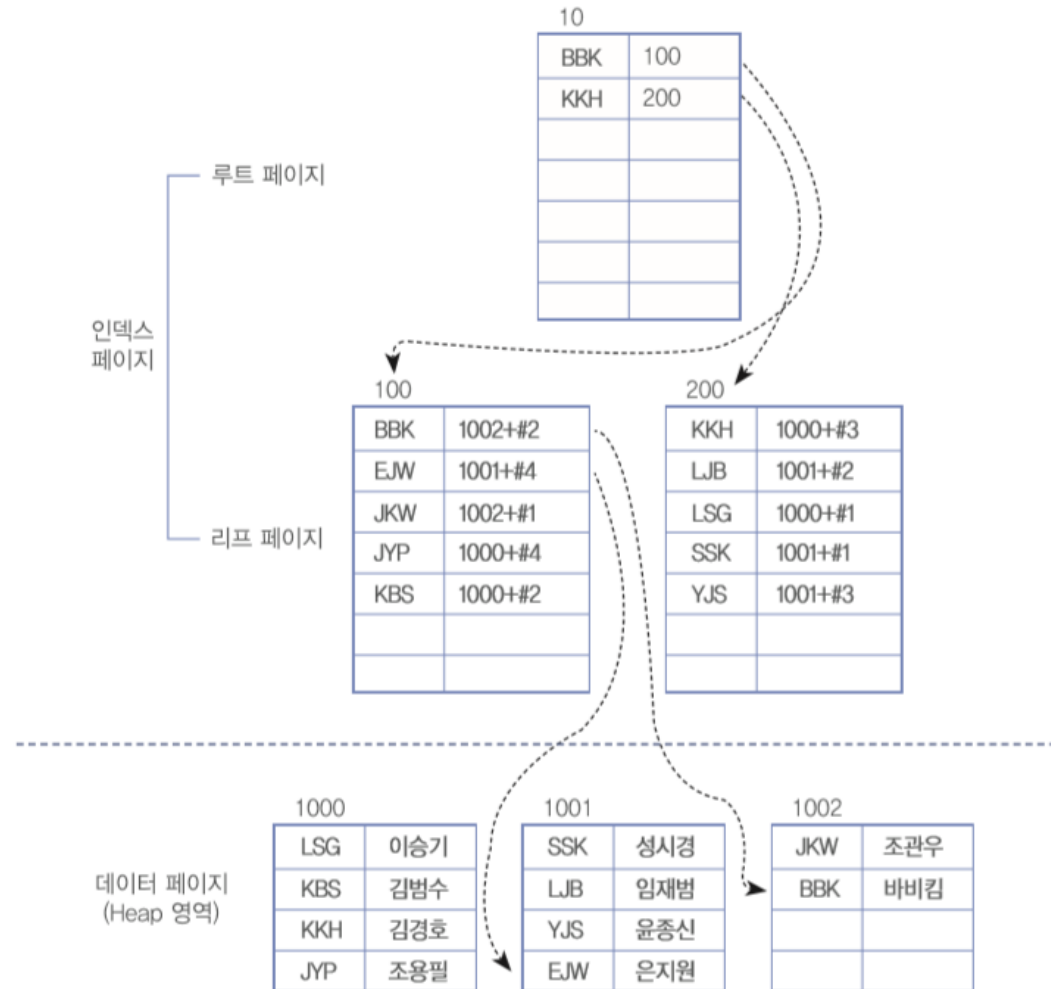 10
BBK 100
KKH 200
루트 페이지
인덱스
페이지
리프 페이지
100
BBK 1002+#2
EJW 1001+#4
JKW 1002+#1
JYP 1000+#4
KBS 1000+#2
200
KKH 1000+#3
LJB 1001+#2
LSG 1000+#1
SSK 1001+#1
YJS 1001+#3
데이터 페이지
(Heap 영역)
1000
LSG 이승기
KBS 김범수
KKH 김경호
JYP 조용필
1001
SSK 성시경
LJB 임재범
YJS 윤종신
EJW 은지원
1002
JKW 조관우
BBK 바비킴